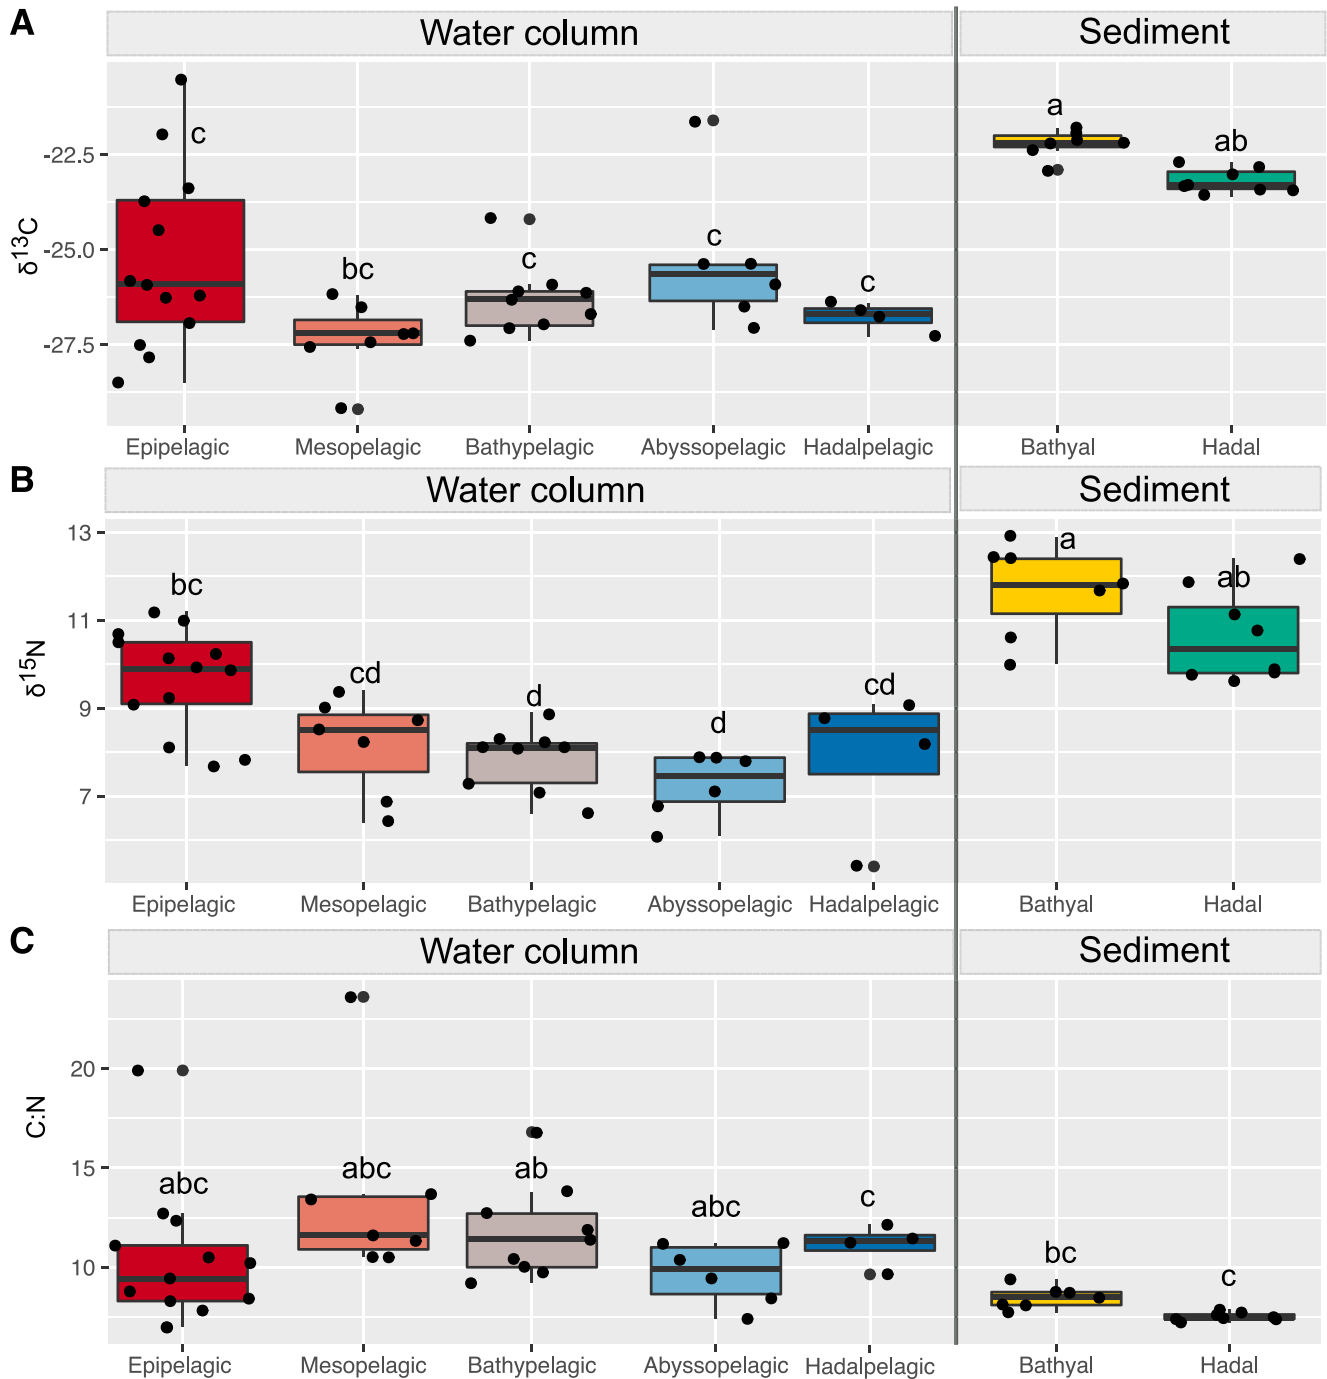 A
Water column
Sediment
δ¹³C
-22.5
-25.0
-27.5
c
bc
c
c
c
a
ab
Epipelagic
Mesopelagic
Bathypelagic
Abyssopelagic
Hadalpelagic
Bathyal
Hadal
B
Water column
Sediment
δ¹⁵N
13
11
9
7
bc
cd
d
d
cd
a
ab
Epipelagic
Mesopelagic
Bathypelagic
Abyssopelagic
Hadalpelagic
Bathyal
Hadal
C
Water column
Sediment
C:N
20
15
10
abc
abc
ab
abc
c
bc
c
Epipelagic
Mesopelagic
Bathypelagic
Abyssopelagic
Hadalpelagic
Bathyal
Hadal